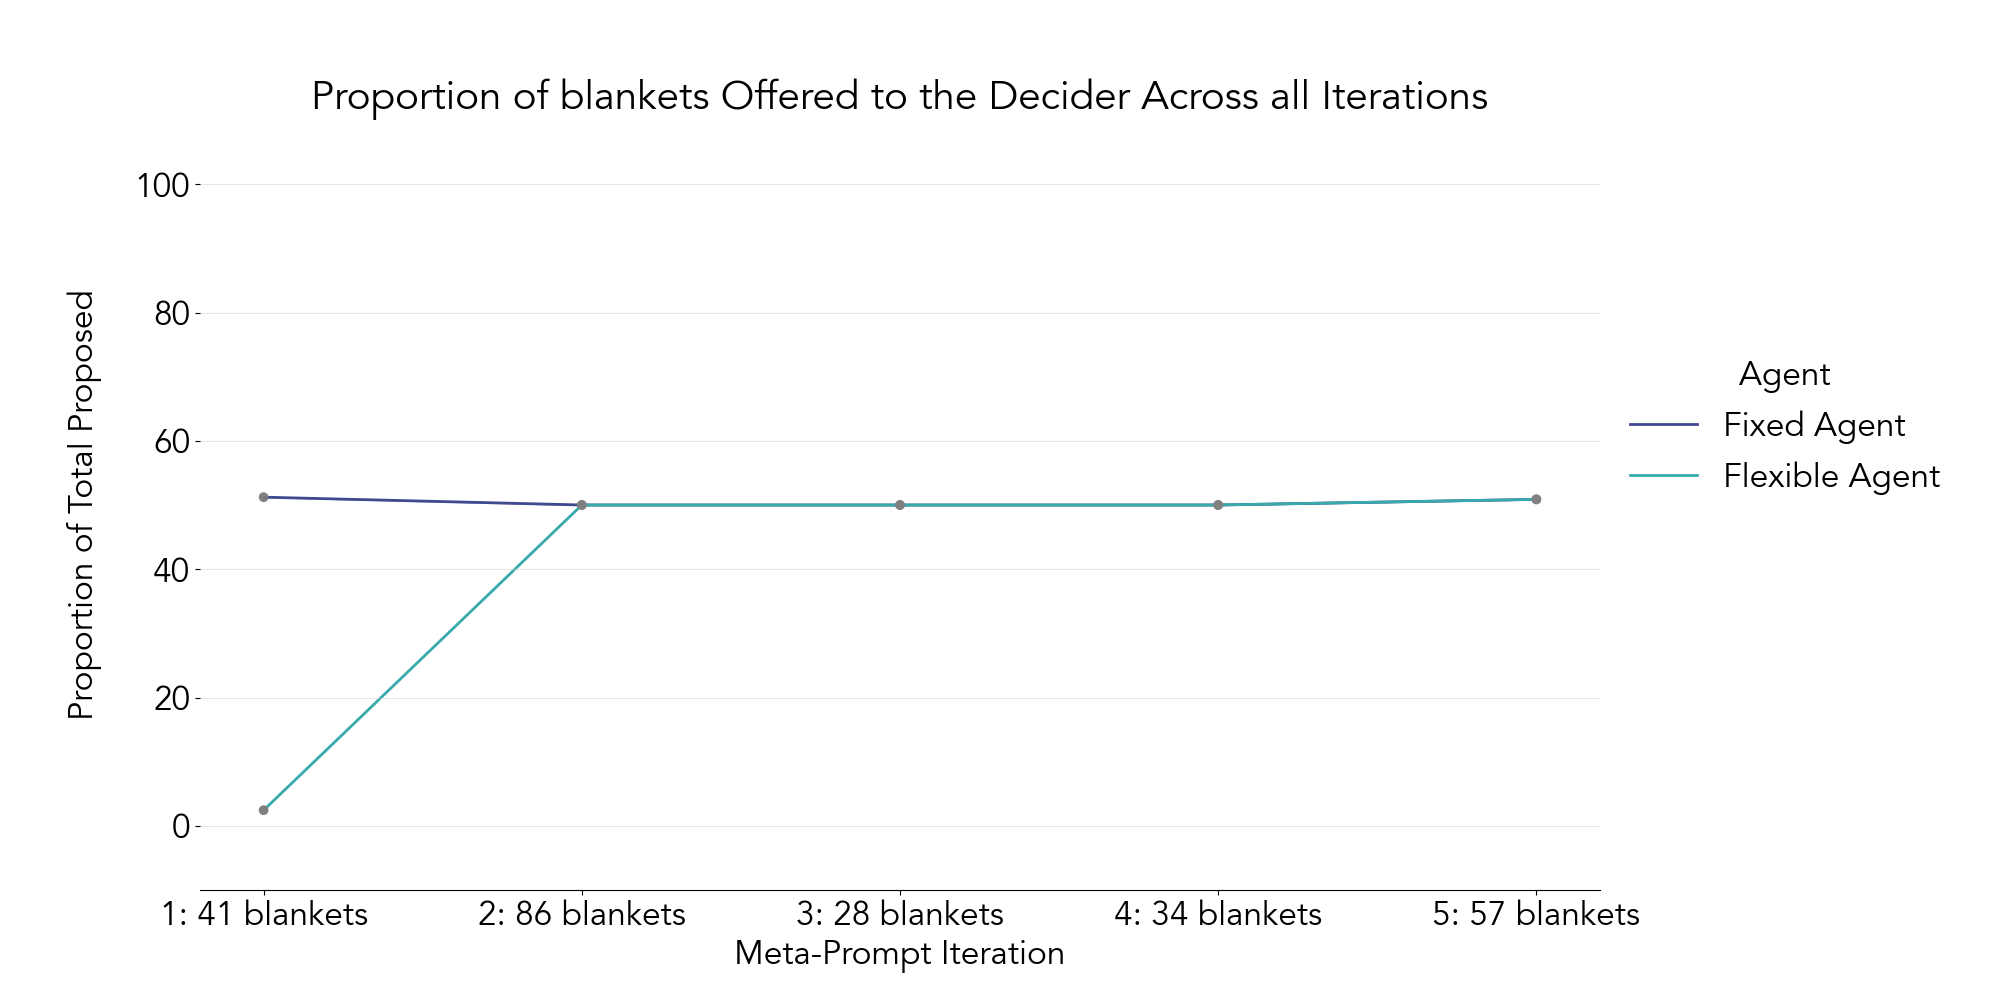 Proportion of blankets Offered to the Decider Across all Iterations
Proportion of Total Proposed
100
80
60
40
20
0
1: 41 blankets
2: 86 blankets
3: 28 blankets
4: 34 blankets
5: 57 blankets
Meta-Prompt Iteration
Agent
Fixed Agent
Flexible Agent